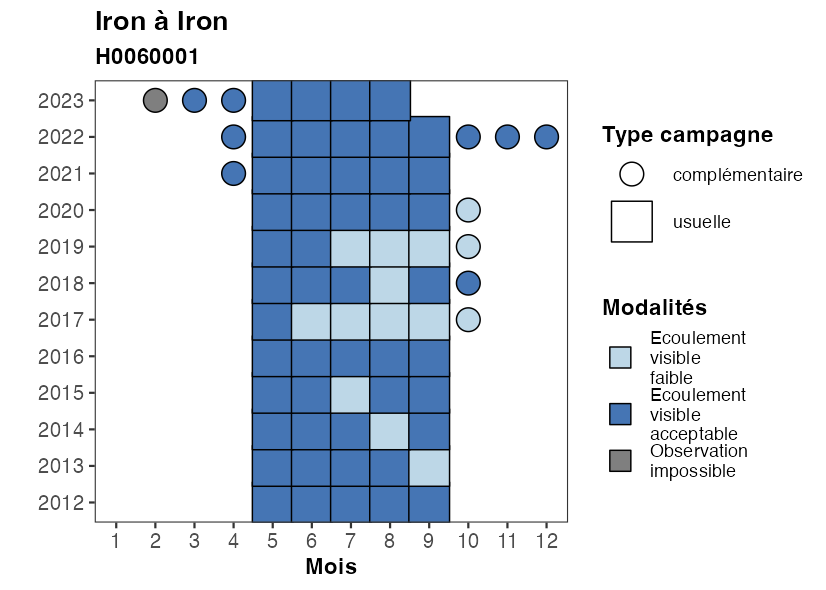 Iron à Iron
H0060001
2023
2022
2021
2020
2019
2018
2017
2016
2015
2014
2013
2012
1 2 3 4 5 6 7 8 9 10 11 12
Mois
Type campagne
complémentaire
usuelle
Modalités
Ecoulement
visible
faible
Ecoulement
visible
acceptable
Observation
impossible